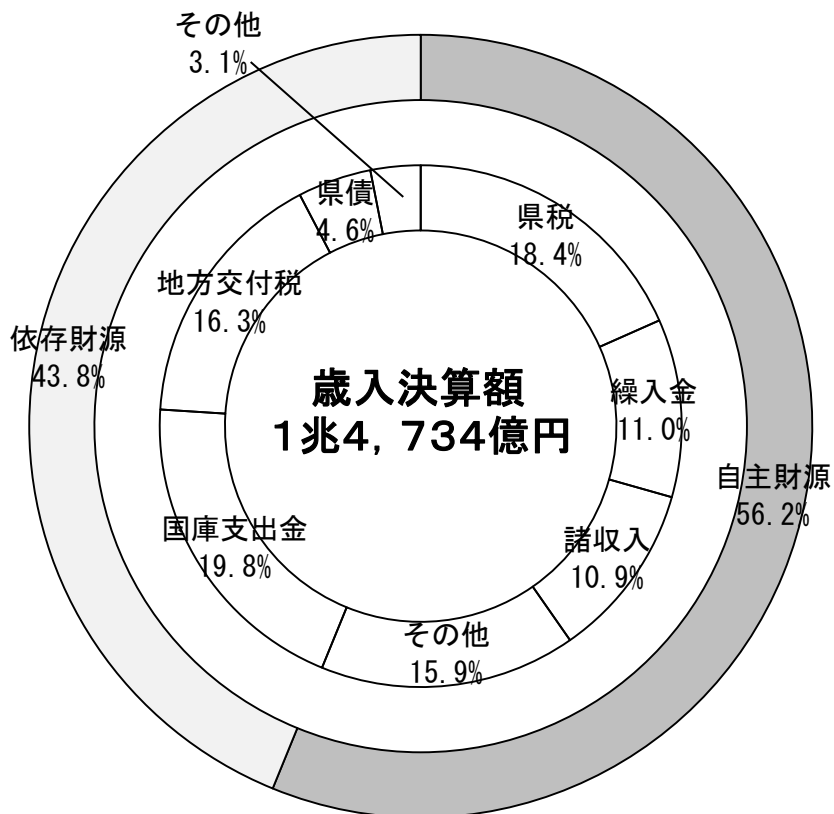 その他
3.1%
県債
4.6%
県税
18.4%
地方交付税
16.3%
依存財源
43.8%
歳入決算額
1兆4,734億円
繰入金
11.0%
自主財源
56.2%
国庫支出金
19.8%
諸収入
10.9%
その他
15.9%